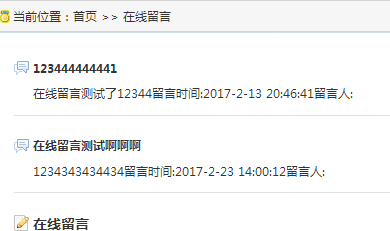 当前位置：首页 >> 在线留言
123444444441
在线留言测试了12344留言时间:2017-2-13 20:46:41留言人:
在线留言测试啊啊啊
1234343434434留言时间:2017-2-23 14:00:12留言人:
在线留言